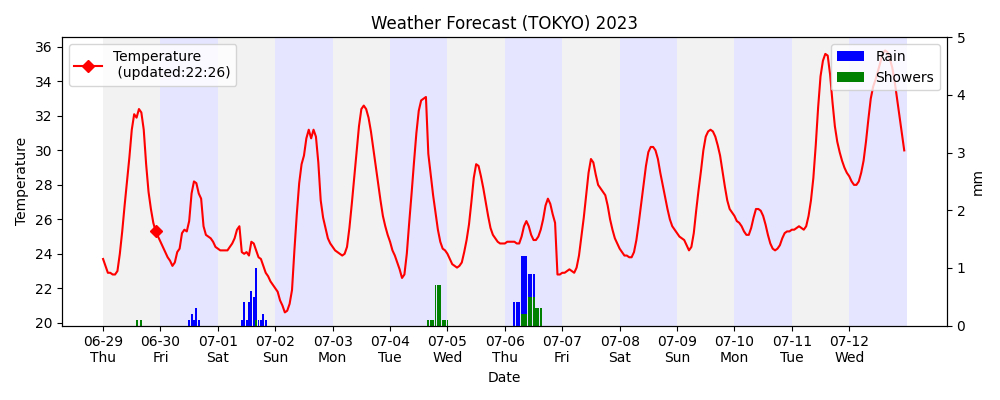 Weather Forecast (TOKYO) 2023
Temperature
(updated:22:26)
Rain
Showers
Temperature
36
34
32
30
28
26
24
22
20
5
4
3
2
1
0
mm
06-29 06-30 07-01 07-02 07-03 07-04 07-05 07-06 07-07 07-08 07-09 07-10 07-11 07-12
Thu Fri Sat Sun Mon Tue Wed Thu Fri Sat Sun Mon Tue Wed
Date